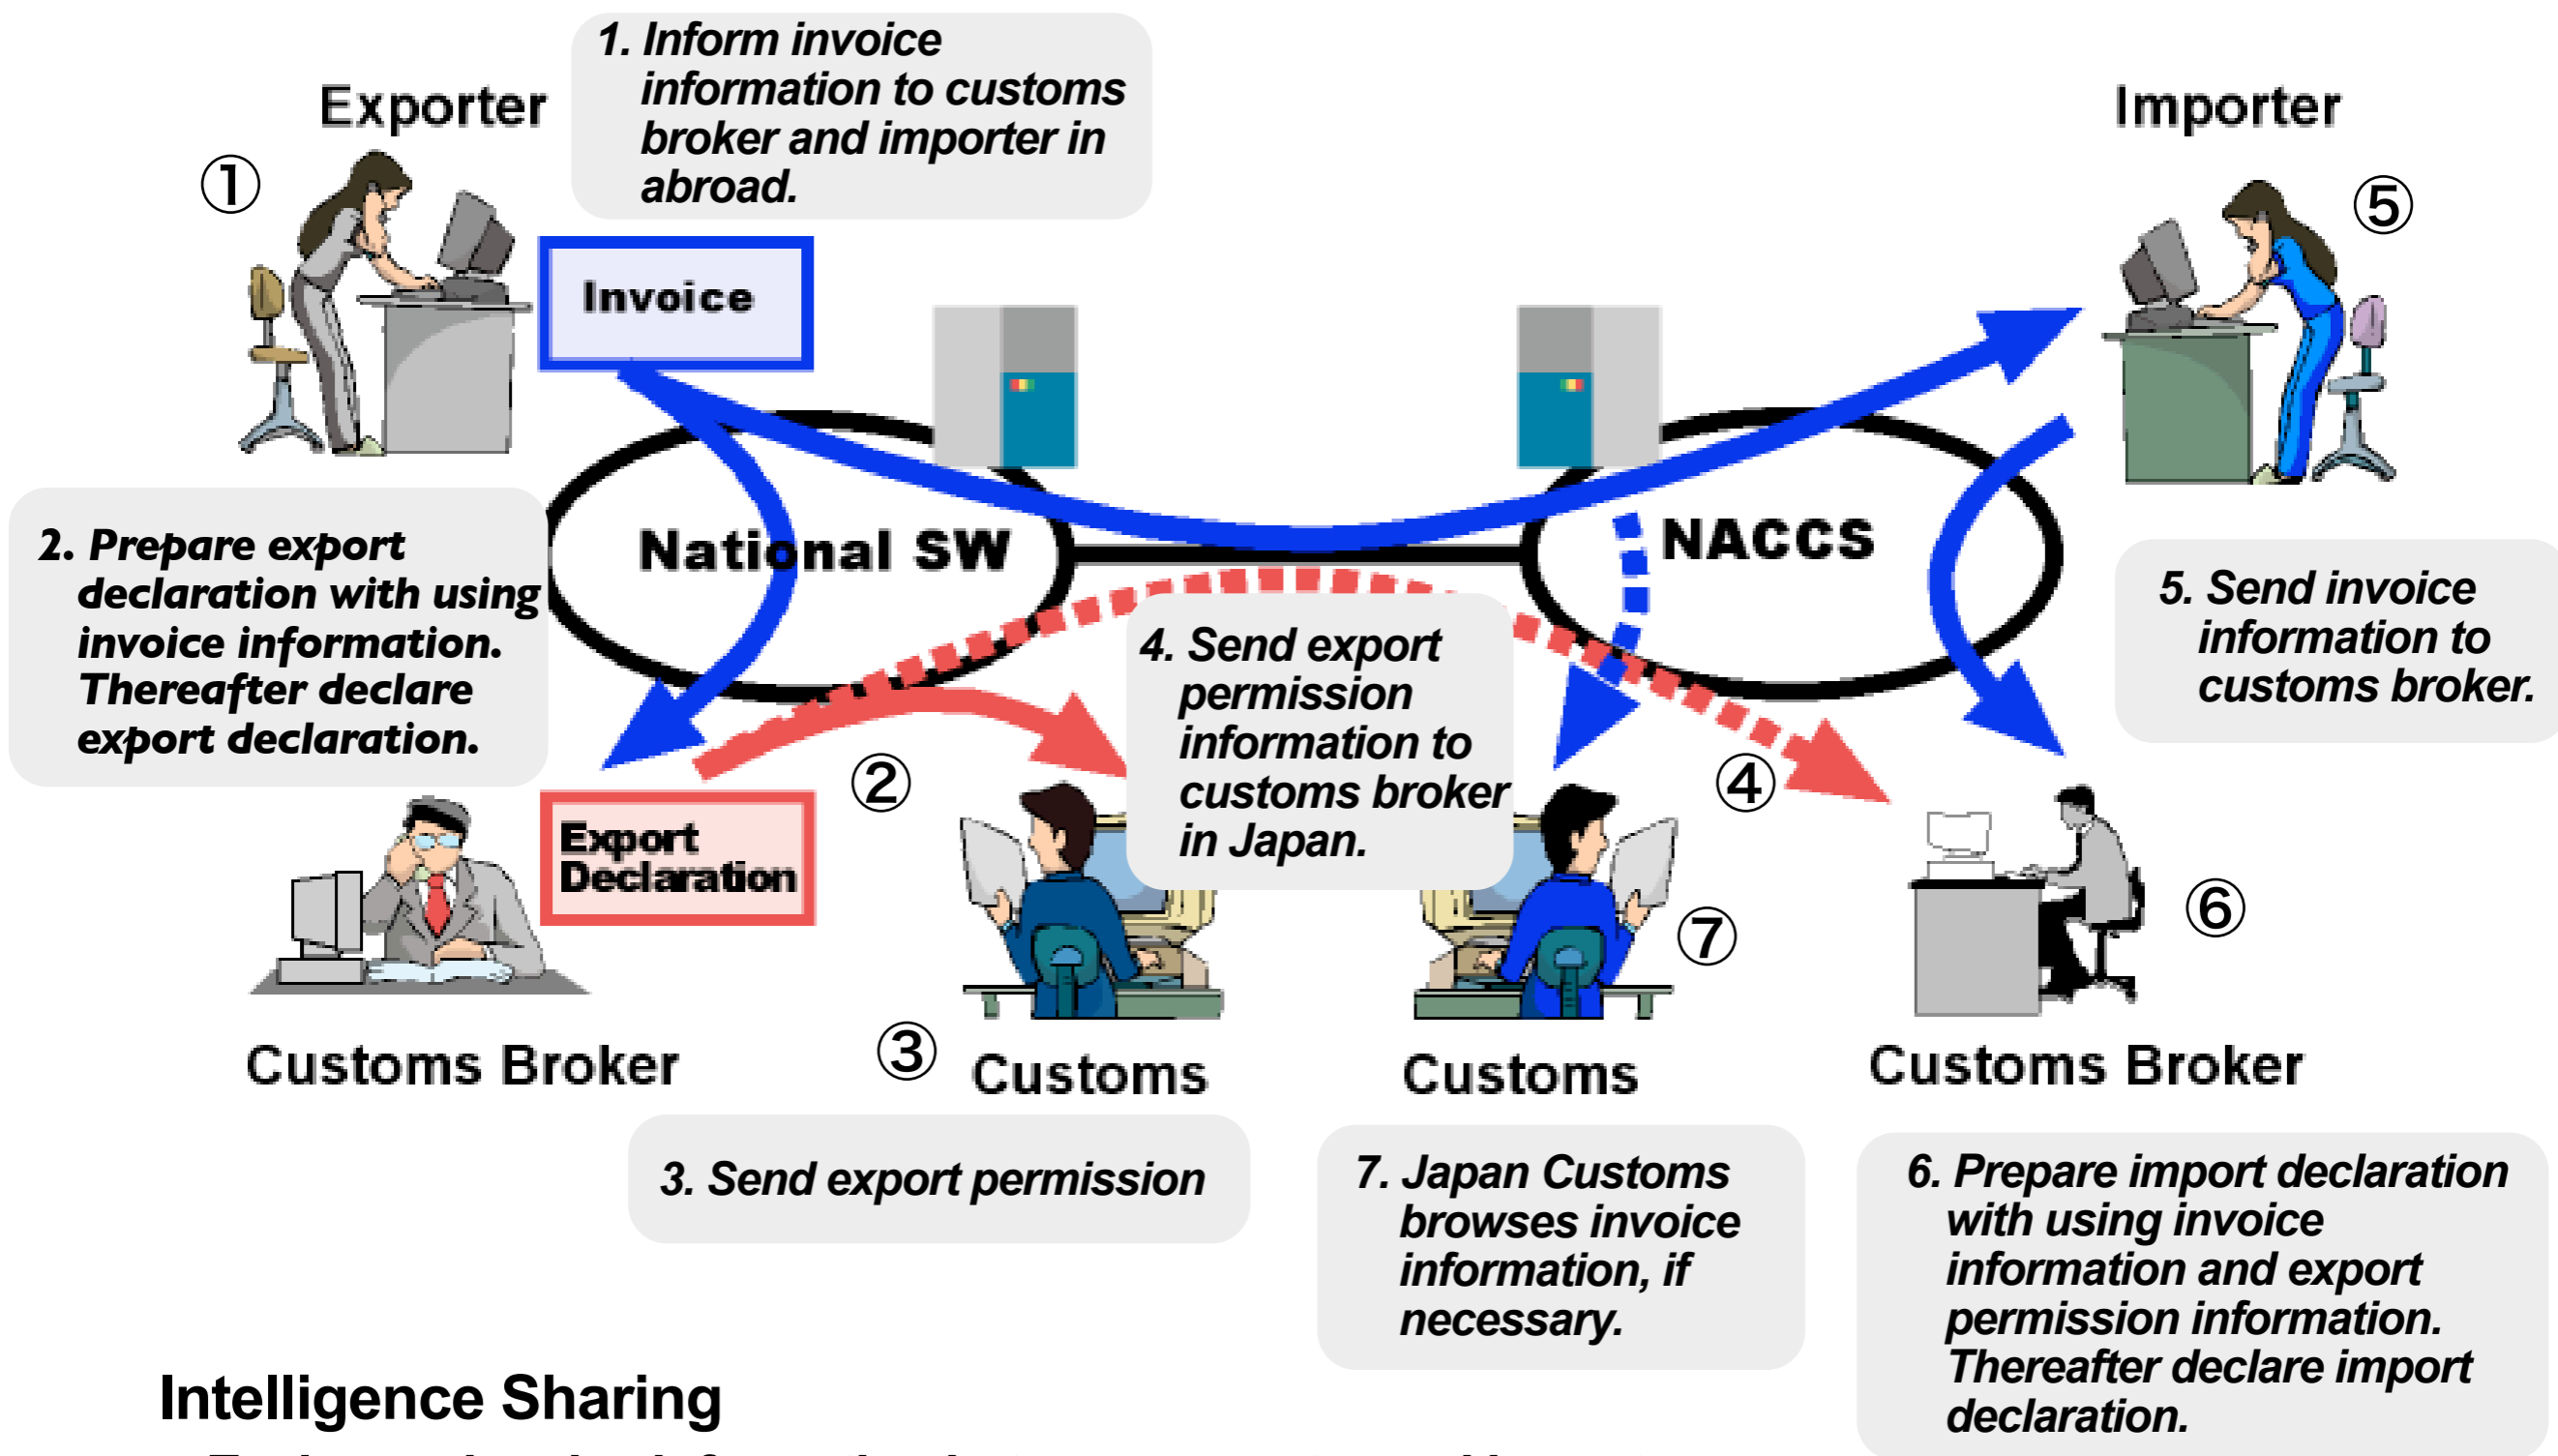 1. Inform invoice
information to customs
broker and importer in
abroad.
Exporter
Importer
①
⑤
Invoice
National SW
NACCS
2. Prepare export
declaration with using
invoice information.
Thereafter declare
export declaration.
4. Send export
permission
information to
customs broker
in Japan.
5. Send invoice
information to
customs broker.
②
④
Export
Declaration
⑥
⑦
③
Customs Broker
Customs
Customs
Customs Broker
3. Send export permission
7. Japan Customs
browses invoice
information, if
necessary.
6. Prepare import declaration
with using invoice
information and export
permission information.
Thereafter declare import
declaration.
Intelligence Sharing